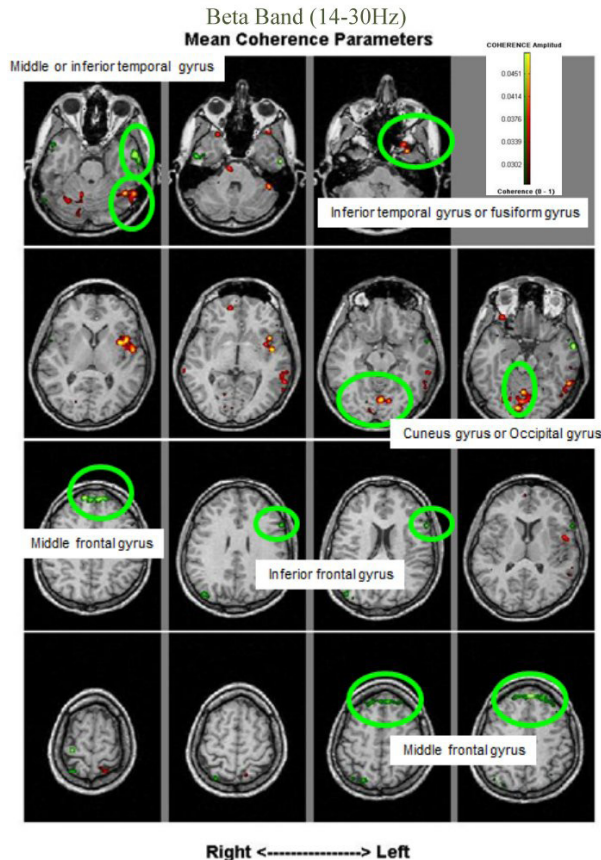 Beta Band (14-30Hz)
Mean Coherence Parameters
COHERENCE Amplitud
Middle or inferior temporal gyrus
0.0451
0.0414
0.0376
0.0339
0.0302
Coherence (0 - 1)
Inferior temporal gyrus or fusiform gyrus
Cuneus gyrus or Occipital gyrus
Middle frontal gyrus
Inferior frontal gyrus
Middle frontal gyrus
Right <----------------> Left